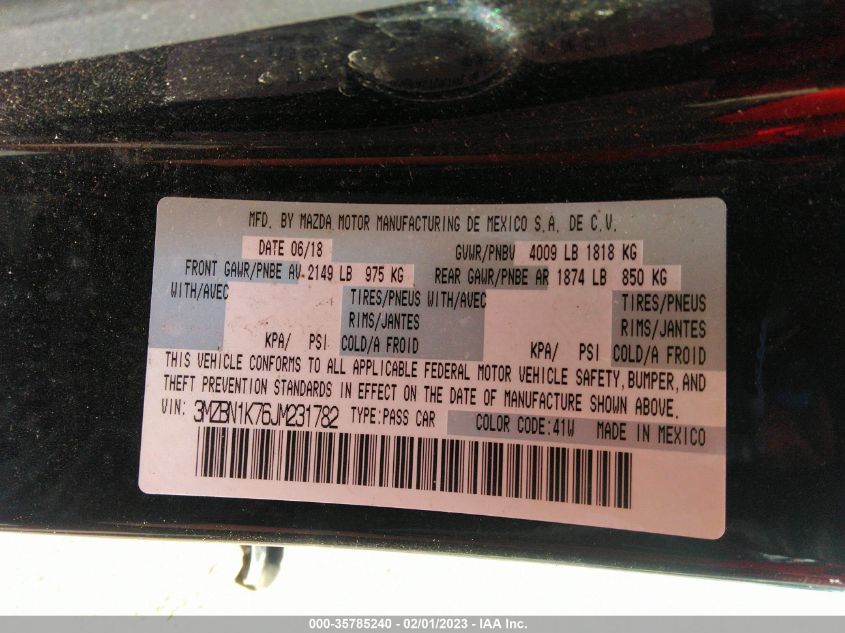 MFD. BY MAZDA MOTOR MANUFACTURING DE MEXICO S.A. DE C.V.
DATE 06/18 GVWR/PNBV 4009 LB 1818 KG
FRONT GAWR/PNBE AV 2149 LB 975 KG REAR GAWR/PNBE AR 1874 LB 850 KG
WITH/AVEC TIRES/PNEUS WITH/AVEC TIRES/PNEUS
RIMS/JANTES RIMS/JANTES
KPA/ PSI COLD/A FROID KPA/ PSI COLD/A FROID
THIS VEHICLE CONFORMS TO ALL APPLICABLE FEDERAL MOTOR VEHICLE SAFETY, BUMPER, AND
THEFT PREVENTION STANDARDS IN EFFECT ON THE DATE OF MANUFACTURE SHOWN ABOVE.
VIN: 3MZBN1K76JM231782 TYPE:PASS CAR COLOR CODE:41W MADE IN MEXICO
000-35785240 - 02/01/2023 - IAA Inc.